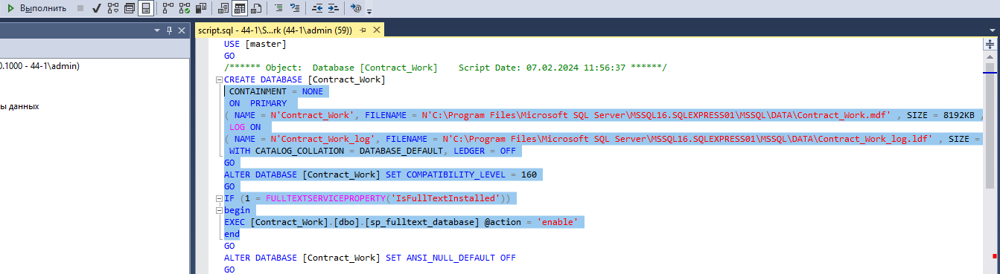 Выполнить
script.sql - 44-1\S...rk (44-1\admin (59))
0.1000 - 44-1\admin)
ы данных
USE [master]
GO
/****** Object:  Database [Contract_Work]    Script Date: 07.02.2024 11:56:37 ******/
CREATE DATABASE [Contract_Work]
CONTAINMENT = NONE
ON  PRIMARY
( NAME = N'Contract_Work', FILENAME = N'C:\Program Files\Microsoft SQL Server\MSSQL16.SQLEXPRESS01\MSSQL\DATA\Contract_Work.mdf' , SIZE = 8192KB ,
LOG ON
( NAME = N'Contract_Work_log', FILENAME = N'C:\Program Files\Microsoft SQL Server\MSSQL16.SQLEXPRESS01\MSSQL\DATA\Contract_Work_log.ldf' , SIZE =
WITH CATALOG_COLLATION = DATABASE_DEFAULT, LEDGER = OFF
GO
ALTER DATABASE [Contract_Work] SET COMPATIBILITY_LEVEL = 160
GO
IF (1 = FULLTEXTSERVICEPROPERTY('IsFullTextInstalled'))
begin
EXEC [Contract_Work].[dbo].[sp_fulltext_database] @action = 'enable'
end
GO
ALTER DATABASE [Contract_Work] SET ANSI_NULL_DEFAULT OFF
GO